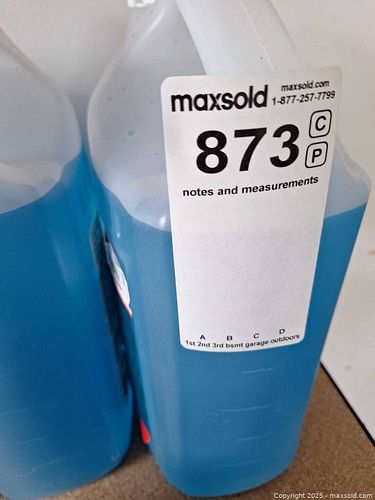 maxsold
maxsold.com
1-877-257-7799
873
C
P
notes and measurements
A B C D
1st 2nd 3rd bsmt garage outdoors
Copyright 2025 - maxsold.com